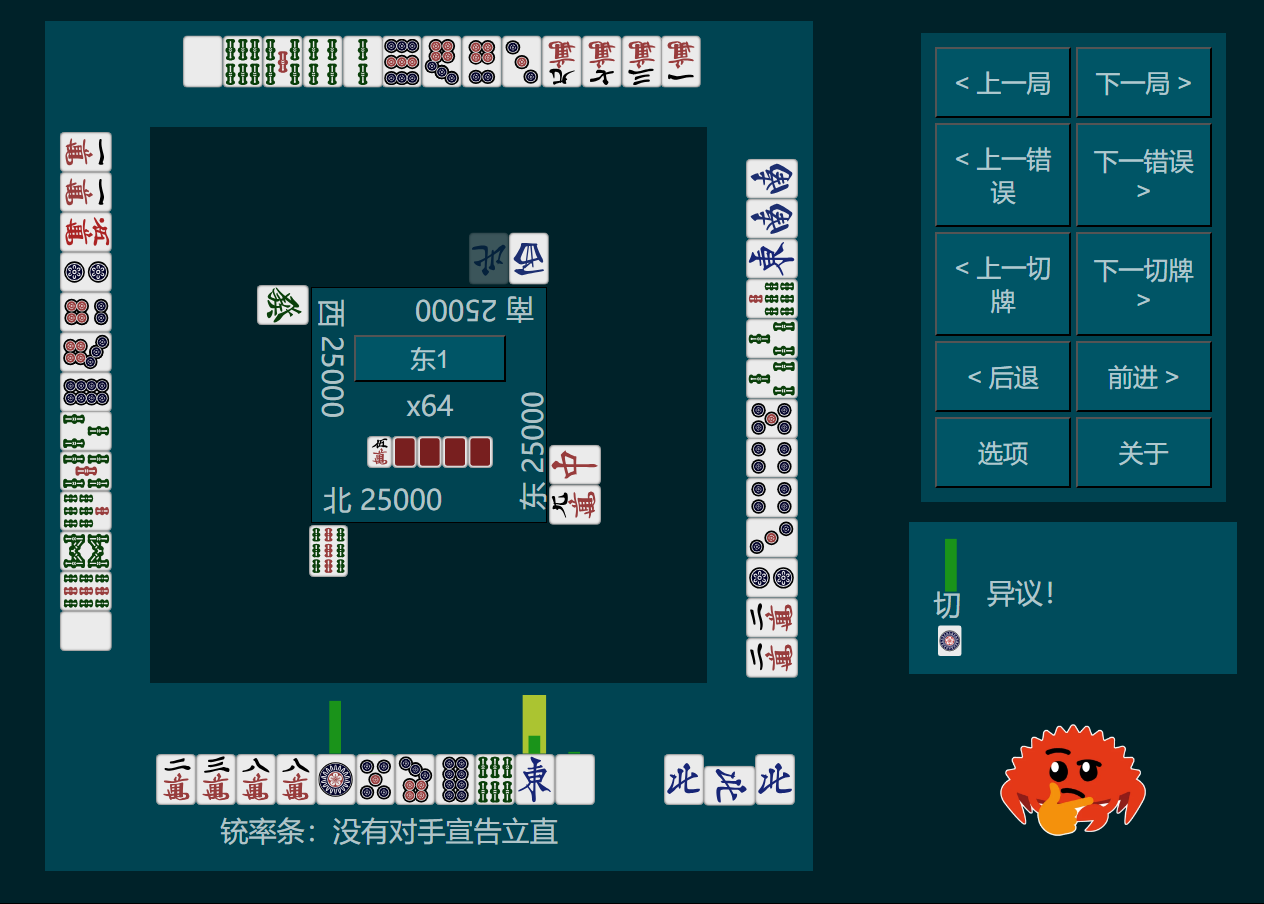 < 上一局
下一局 >
< 上一错误
下一错误 >
< 上一切牌
下一切牌 >
< 后退
前进 >
选项
关于
南 25000
西 25000
东1
x64
东 25000
北 25000
切
异议!
铳率条：没有对手宣告立直